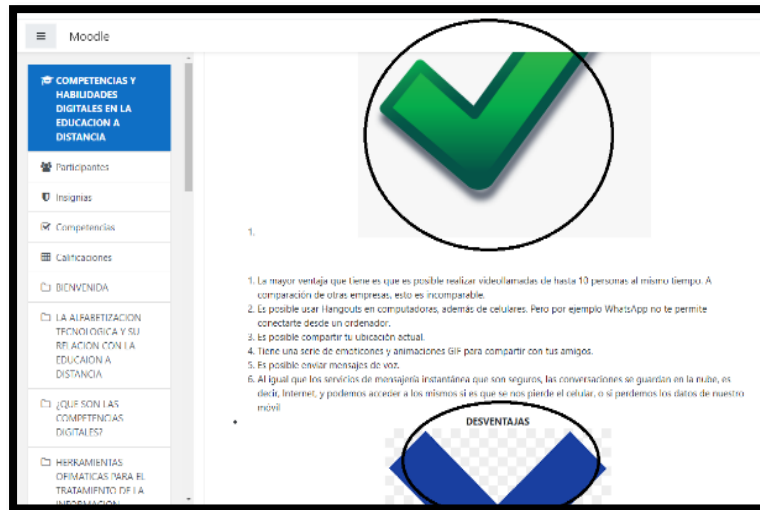 Moodle
COMPETENCIAS Y
HABILIDADES
DIGITALES EN LA
EDUCACION A
DISTANCIA
Participantes
Insignias
Competencias
Calificaciones
BIENVENIDA
LA ALFABETIZACION
TECNOLOGICA Y SU
RELACION CON LA
EDUCAION A
DISTANCIA
¿QUE SON LAS
COMPETENCIAS
DIGITALES?
HERRAMIENTAS
OFIMATICAS PARA EL
TRATAMIENTO DE LA
INFORMACION
1.
1. La mayor ventaja que tiene es que es posible realizar videollamadas de hasta 10 personas al mismo tiempo. A
comparación de otras empresas, esto es incomparable.
2. Es posible usar Hangouts en computadoras, además de celulares. Pero por ejemplo WhatsApp no te permite
conectarte desde un ordenador.
3. Es posible compartir tu ubicación actual.
4. Tiene una serie de emoticones y animaciones GIF para compartir con tus amigos.
5. Es posible enviar mensajes de voz.
6. Al igual que los servicios de mensajería instantánea que son seguros, las conversaciones se guardan en la nube, es
decir, Internet, y podemos acceder a los mismos si es que se nos pierde el celular, o si perdemos los datos de nuestro
móvil
DESVENTAJAS